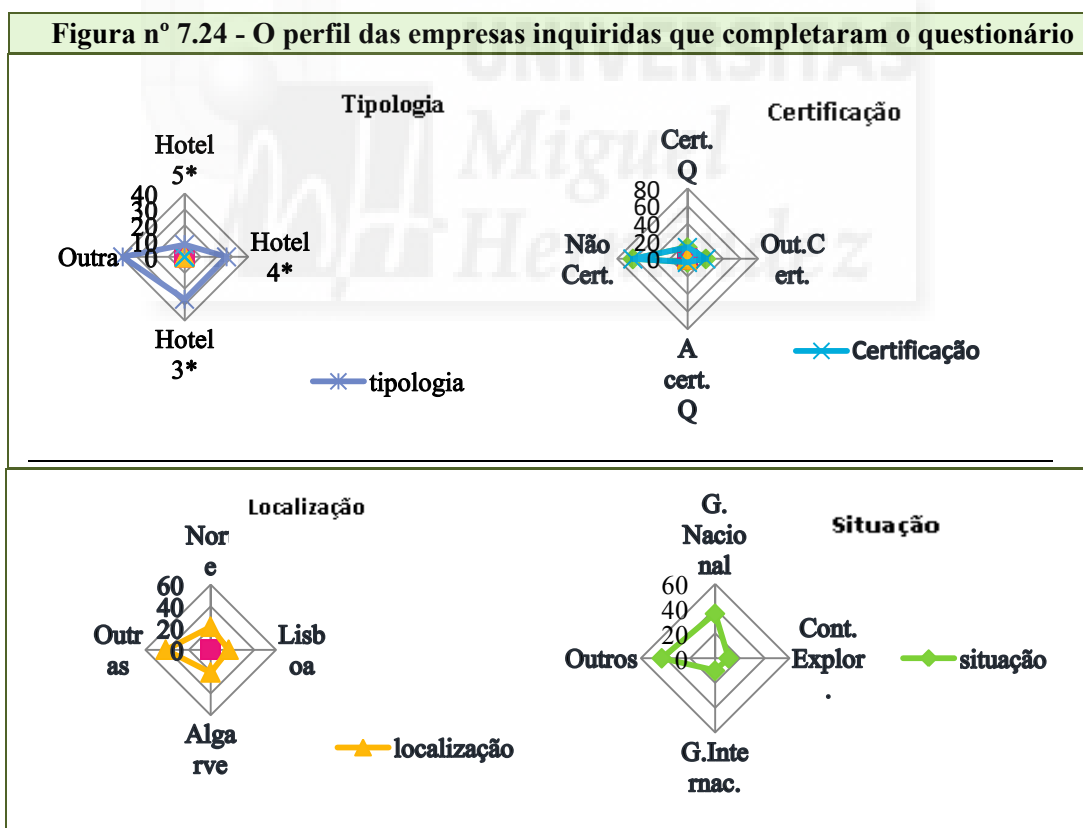 Figura nº 7.24 - O perfil das empresas inquiridas que completaram o questionário
UNIVERSITAS
Miguel
Hernández
Tipologia
Hotel
5*
40
30
20
10
0
Outra
Hotel
4*
Hotel
3*
tipologia
Certificação
Cert.
Q
80
60
40
20
0
Não
Cert.
Out.C
ert.
A
cert.
Q
Certificação
Localização
Nor
e
60
40
20
0
Outr
as
Lisb
oa
Alga
rve
localização
Situação
G.
Nacio
nal
60
40
20
0
Outros
Cont.
Explor
.
G.Inte
rnac.
situação